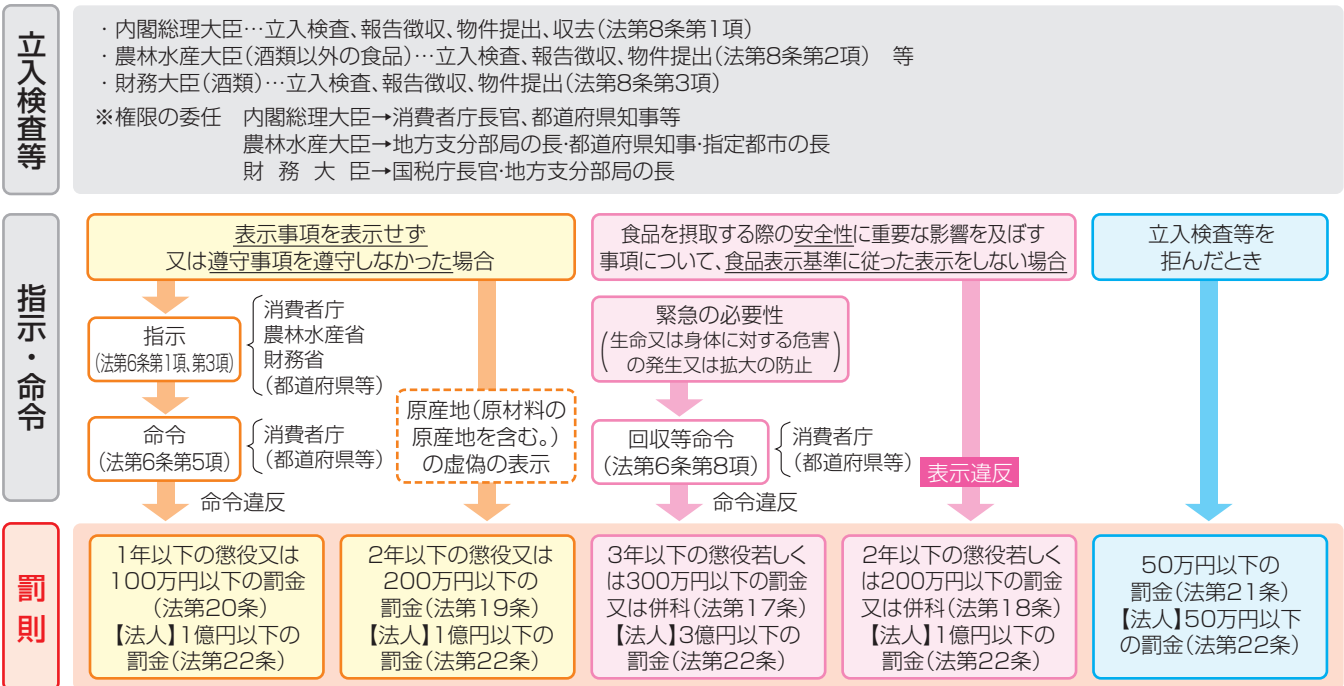 立入検査等
・内閣総理大臣…立入検査、報告徴収、物件提出、収去(法第8条第1項)
・農林水産大臣(酒類以外の食品)…立入検査、報告徴収、物件提出(法第8条第2項) 等
・財務大臣(酒類)…立入検査、報告徴収、物件提出(法第8条第3項)
※権限の委任 内閣総理大臣→消費者庁長官、都道府県知事等
農林水産大臣→地方支分部局の長・都道府県知事・指定都市の長
財務大臣→国税庁長官・地方支分部局の長
指示・命令
表示事項を表示せず
又は遵守事項を遵守しなかった場合
指示
(法第6条第1項、第3項)
消費者庁
農林水産省
財務省
(都道府県等)
命令
(法第6条第5項)
消費者庁
(都道府県等)
命令違反
原産地(原材料の
原産地を含む。)
の虚偽の表示
食品を摂取する際の安全性に重要な影響を及ぼす
事項について、食品表示基準に従った表示をしない場合
緊急の必要性
(生命又は身体に対する危害
の発生又は拡大の防止)
回収等命令
(法第6条第8項)
消費者庁
(都道府県等)
命令違反
表示違反
立入検査等を
拒んだとき
罰則
1年以下の懲役又は
100万円以下の罰金
(法第20条)
【法人】1億円以下の
罰金(法第22条)
2年以下の懲役又は
200万円以下の
罰金(法第19条)
【法人】1億円以下の
罰金(法第22条)
3年以下の懲役若しく
は300万円以下の罰金
又は併科(法第17条)
【法人】3億円以下の
罰金(法第22条)
2年以下の懲役若しく
は200万円以下の罰金
又は併科(法第18条)
【法人】1億円以下の
罰金(法第22条)
50万円以下の
罰金(法第21条)
【法人】50万円以下
の罰金(法第22条)